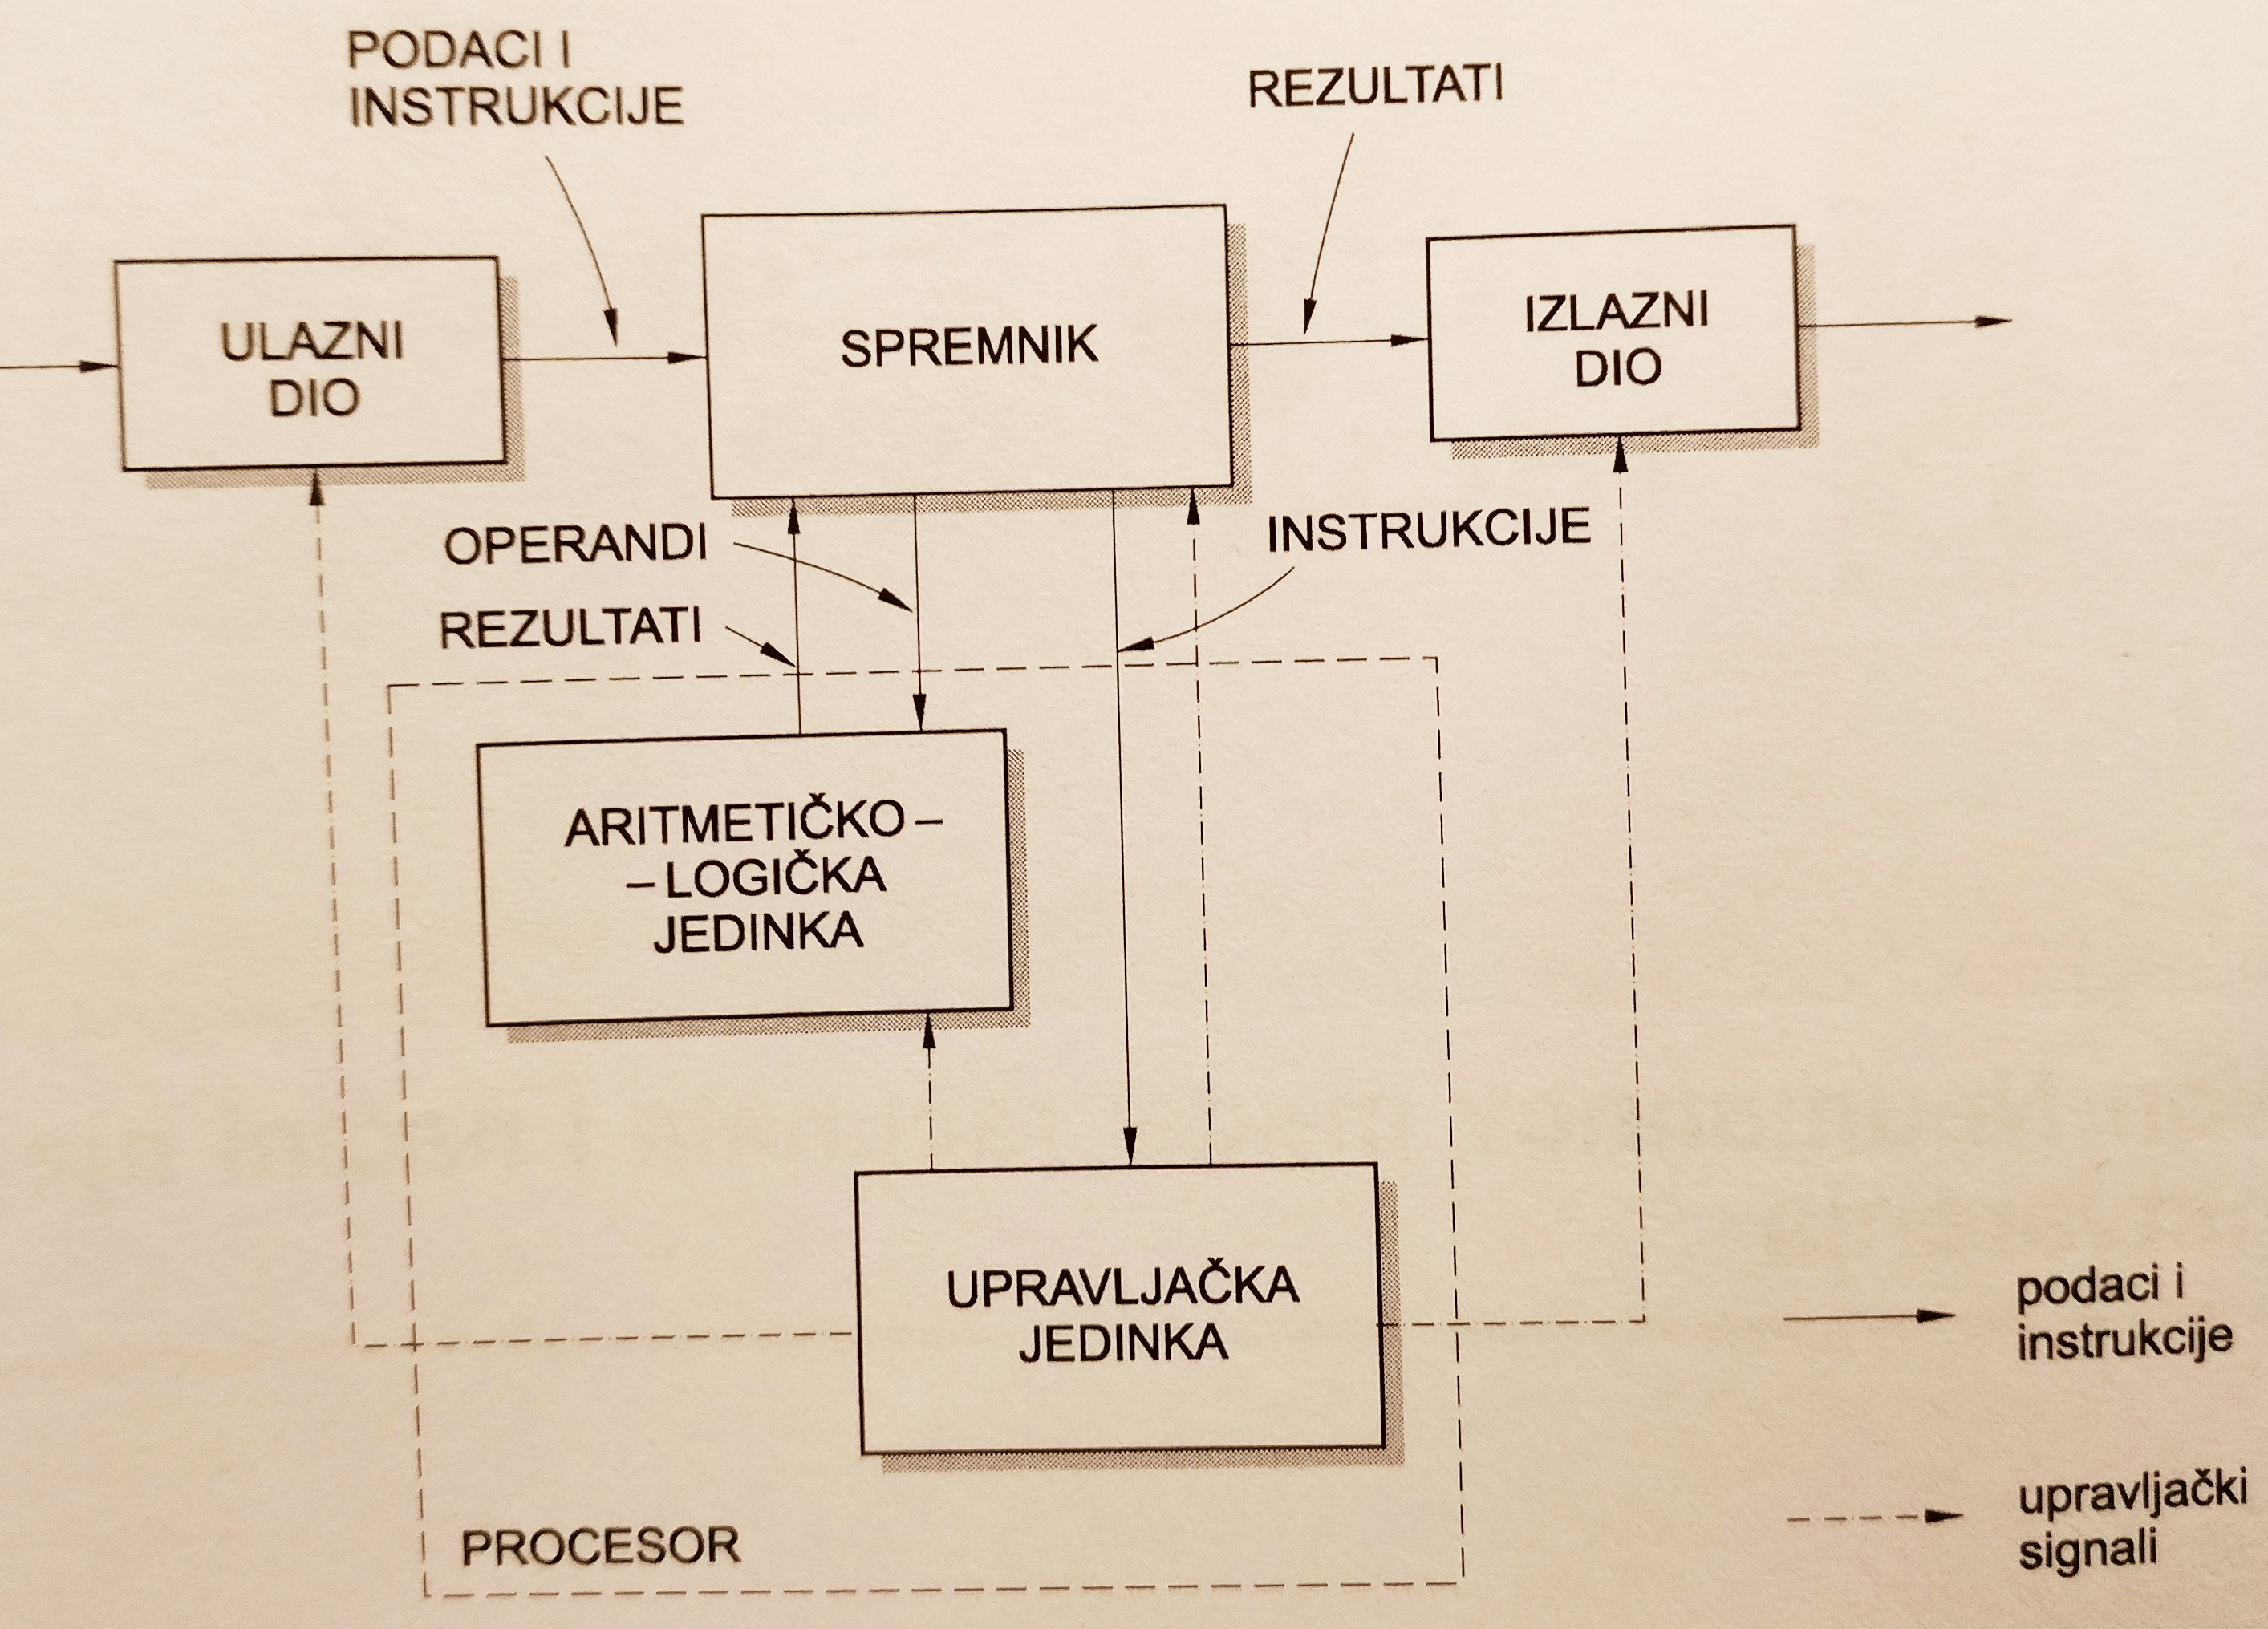 PODACI I
INSTRUKCIJE
REZULTATI
ULAZNI
DIO
SPREMNIK
IZLAZNI
DIO
OPERANDI
INSTRUKCIJE
REZULTATI
ARITMETIČKO –
– LOGIČKA
JEDINKA
UPRAVLJAČKA
JEDINKA
PROCESOR
podaci i
instrukcije
upravljački
signali